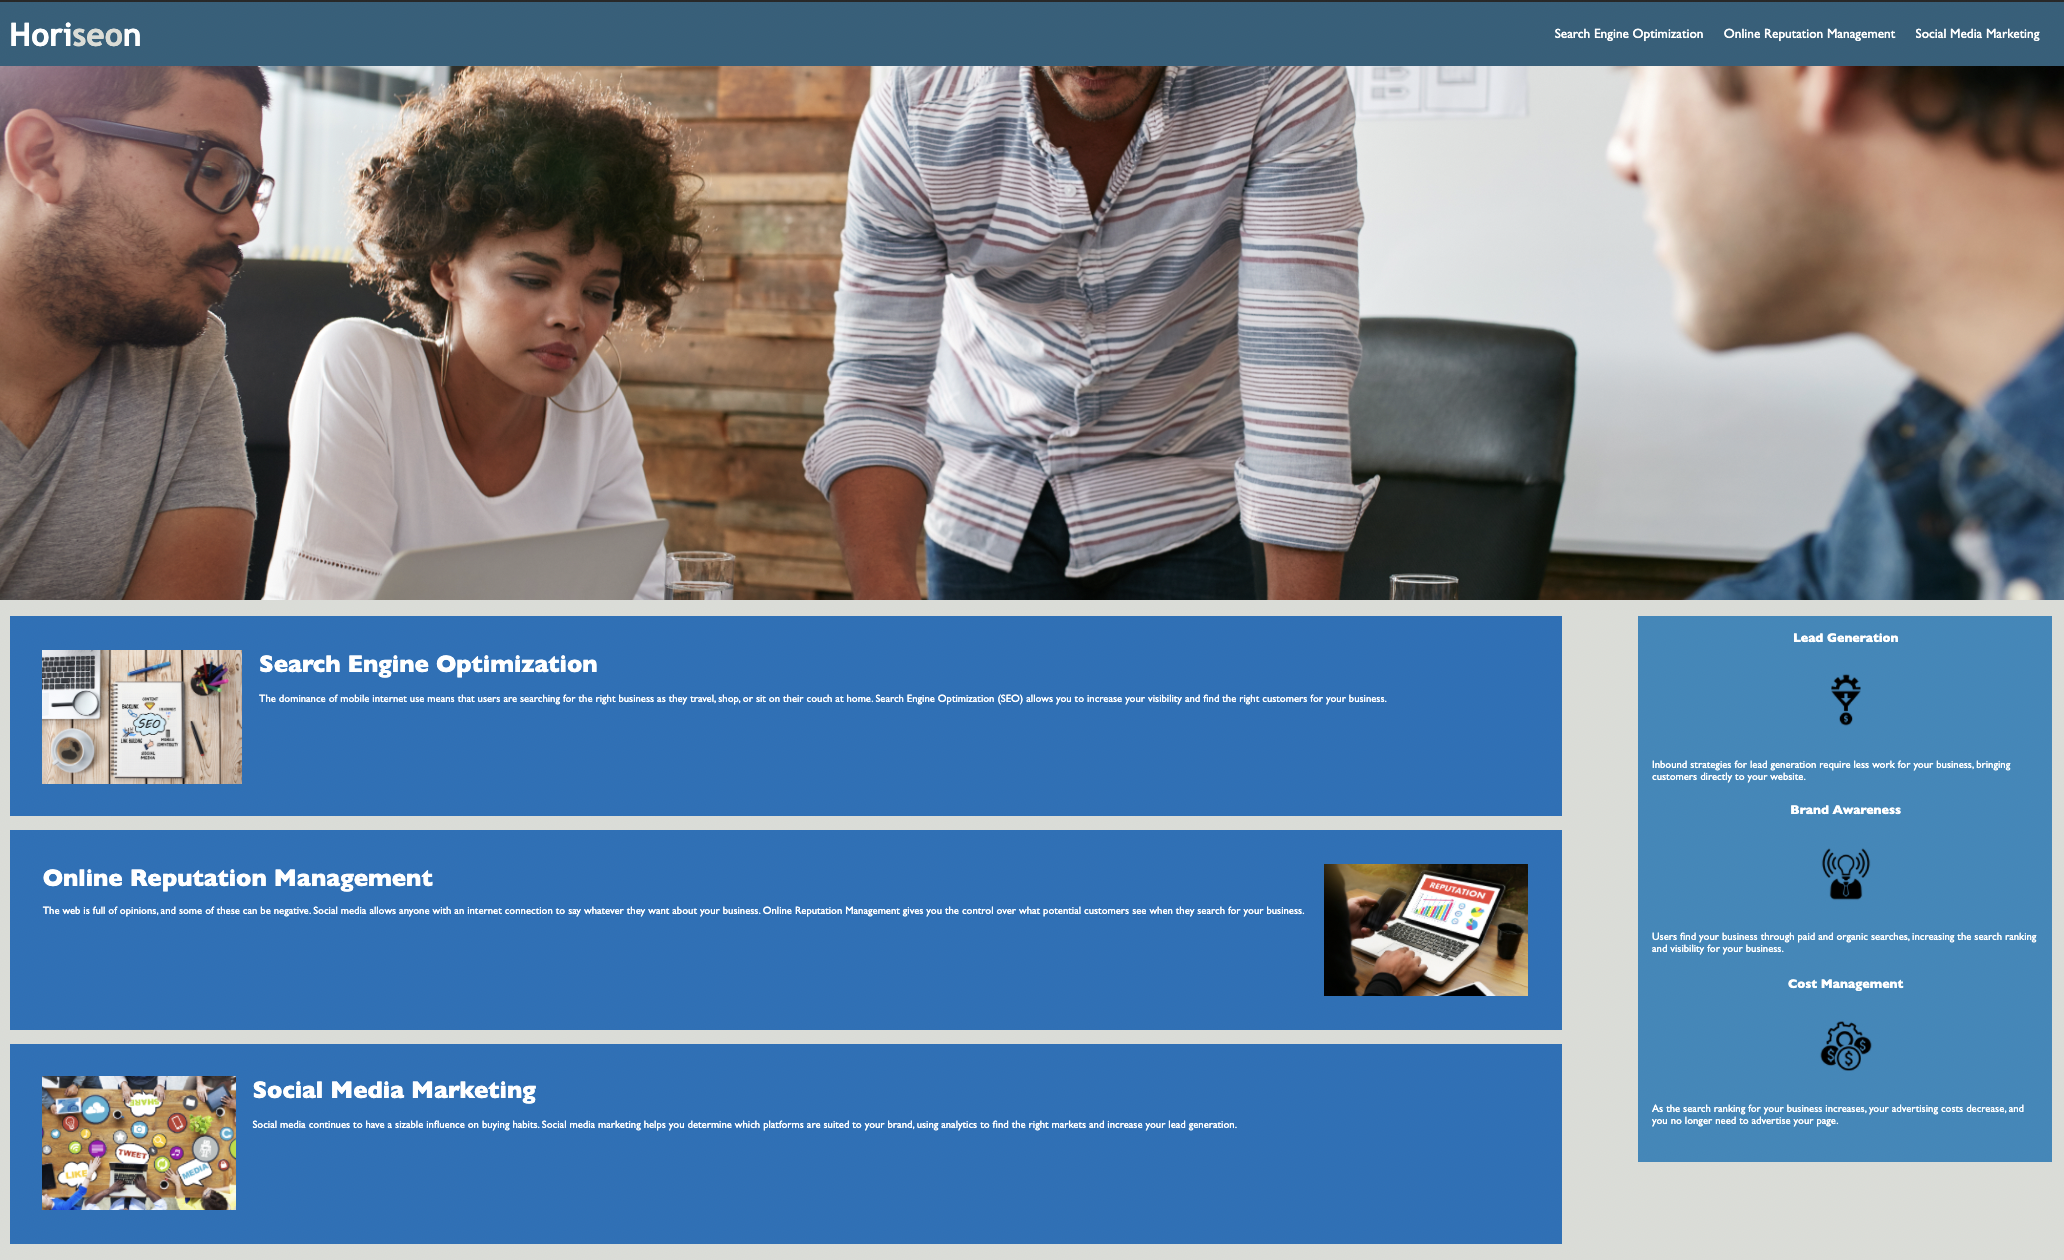 Horiseon
Search Engine Optimization
Online Reputation Management
Social Media Marketing
CONTENT
BACKLINK
SEO
LINK BUILDING
SOCIAL
MEDIA
Search Engine Optimization
The dominance of mobile internet use means that users are searching for the right business as they travel, shop, or sit on their couch at home. Search Engine Optimization (SEO) allows you to increase your visibility and find the right customers for your business.
Online Reputation Management
The web is full of opinions, and some of these can be negative. Social media allows anyone with an internet connection to say whatever they want about your business. Online Reputation Management gives you the control over what potential customers see when they search for your business.
REPUTATION
SHARE
TWEET
LIKE
MEDIA
Social Media Marketing
Social media continues to have a sizable influence on buying habits. Social media marketing helps you determine which platforms are suited to your brand, using analytics to find the right markets and increase your lead generation.
Lead Generation
$
Inbound strategies for lead generation require less work for your business, bringing
customers directly to your website.
Brand Awareness
Users find your business through paid and organic searches, increasing the search ranking
and visibility for your business.
Cost Management
$ $ $
As the search ranking for your business increases, your advertising costs decrease, and
you no longer need to advertise your page.